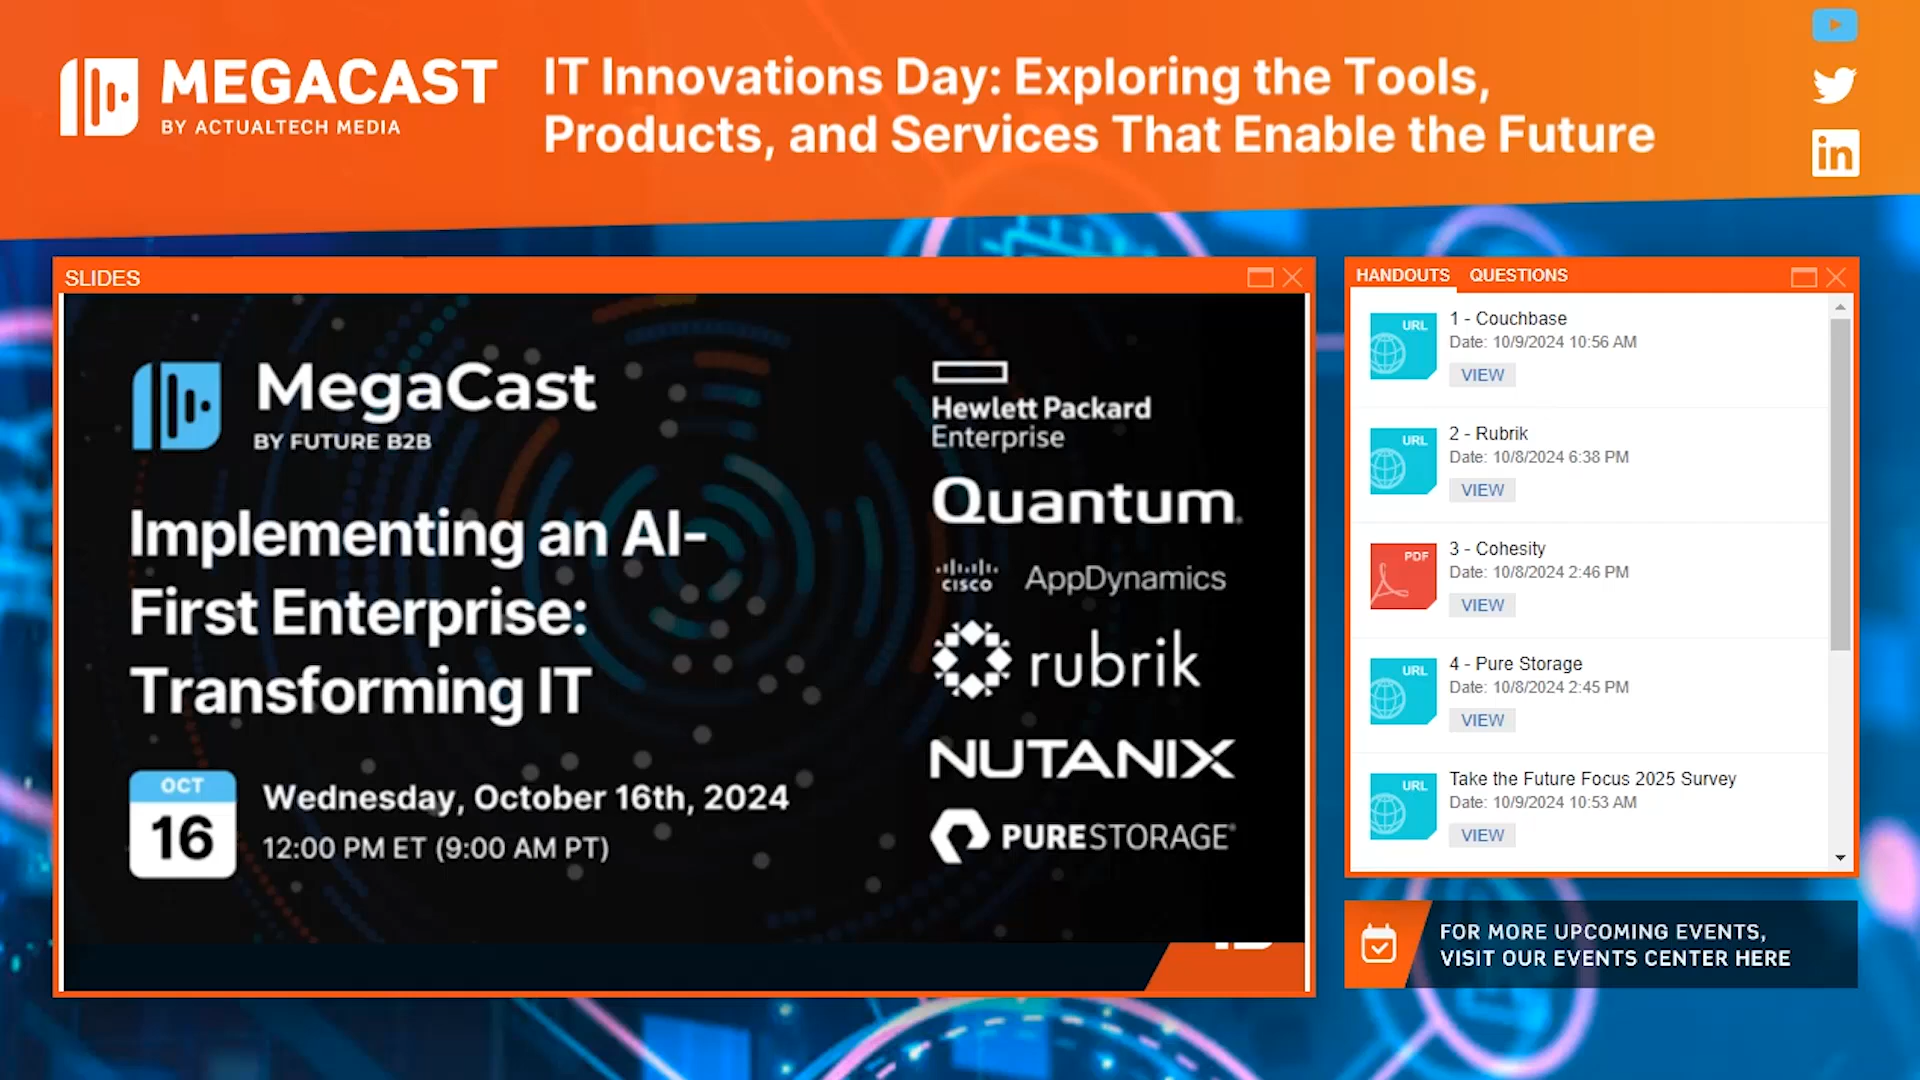 MEGACAST
BY ACTUALTECH MEDIA
IT Innovations Day: Exploring the Tools,
Products, and Services That Enable the Future
in
SLIDES
MegaCast
BY FUTURE B2B
Implementing an AI-
First Enterprise:
Transforming IT
OCT
16
Wednesday, October 16th, 2024
12:00 PM ET (9:00 AM PT)
Hewlett Packard
Enterprise
Quantum.
CISCO AppDynamics
rubrik
NUTANIX
PURESTORAGE®
HANDOUTS QUESTIONS
URL
1 - Couchbase
Date: 10/9/2024 10:56 AM
VIEW
URL
2 - Rubrik
Date: 10/8/2024 6:38 PM
VIEW
PDF
3 - Cohesity
Date: 10/8/2024 2:46 PM
VIEW
URL
4 - Pure Storage
Date: 10/8/2024 2:45 PM
VIEW
URL
Take the Future Focus 2025 Survey
Date: 10/9/2024 10:53 AM
VIEW
FOR MORE UPCOMING EVENTS,
VISIT OUR EVENTS CENTER HERE